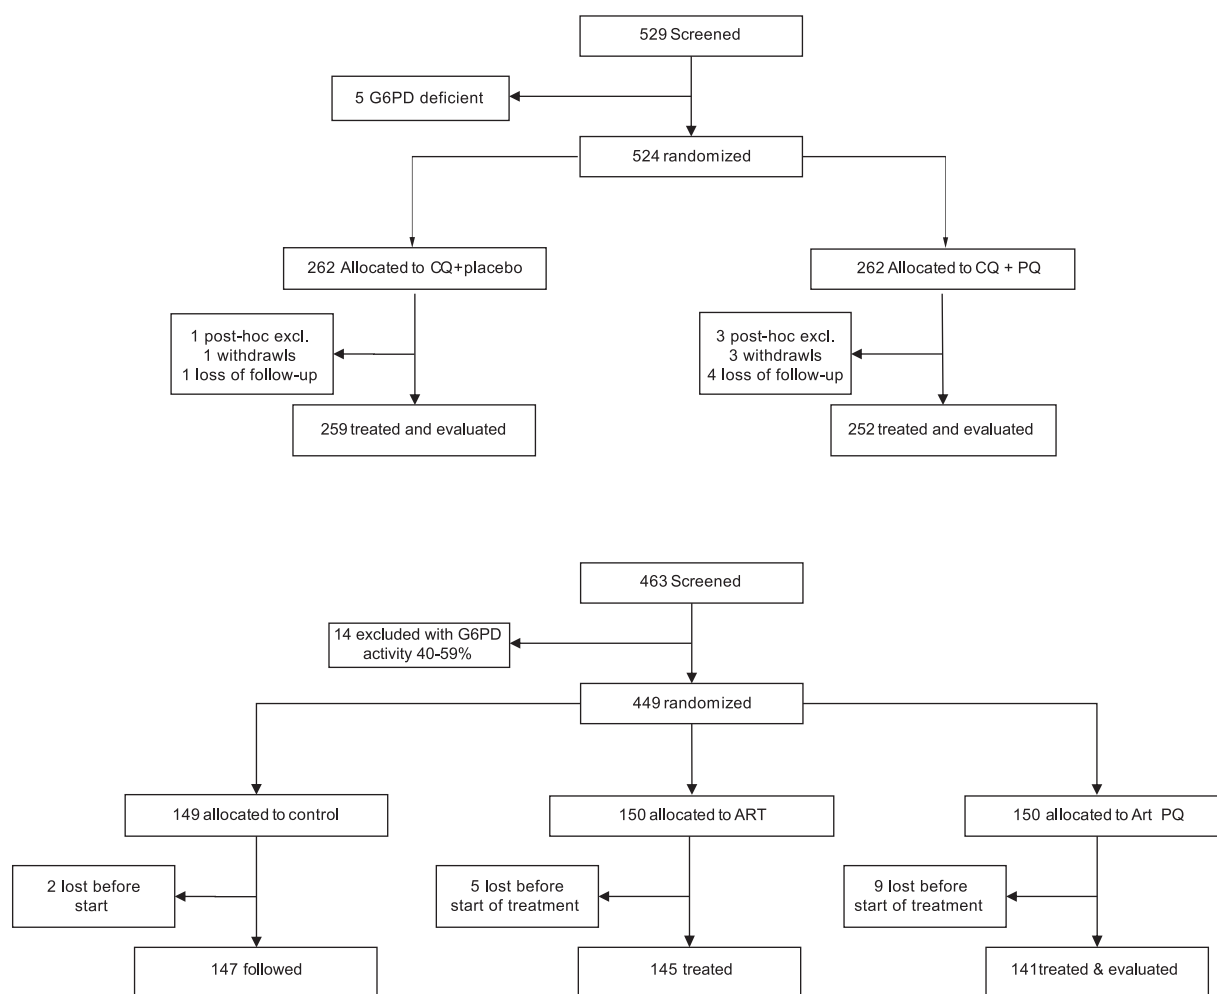 529 Screened
5 G6PD deficient
524 randomized
262 Allocated to CQ+placebo
262 Allocated to CQ + PQ
1 post-hoc excl.
1 withdrawls
1 loss of follow-up
3 post-hoc excl.
3 withdrawls
4 loss of follow-up
259 treated and evaluated
252 treated and evaluated
463 Screened
14 excluded with G6PD
activity 40-59%
449 randomized
149 allocated to control
150 allocated to ART
150 allocated to Art PQ
2 lost before
start
5 lost before
start of treatment
9 lost before
start of treatment
147 followed
145 treated
141treated & evaluated